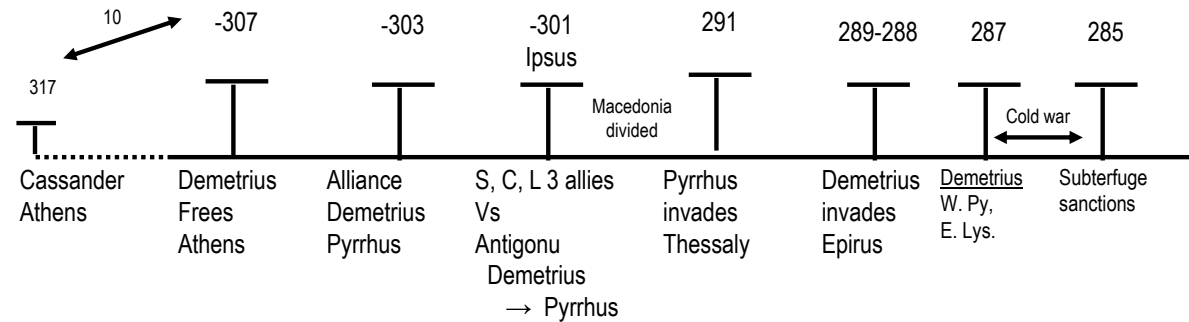 10
317
-307
-303
-301
Ipsus
Macedonia
divided
291
289-288
287
Cold war
285
Cassander
Athens
Demetrius
Frees
Athens
Alliance
Demetrius
Pyrrhus
S, C, L 3 allies
Vs
Antigonu
Demetrius
→ Pyrrhus
Pyrrhus
invades
Thessaly
Demetrius
invades
Epirus
Demetrius
W. Py,
E. Lys.
Subterfuge
sanctions